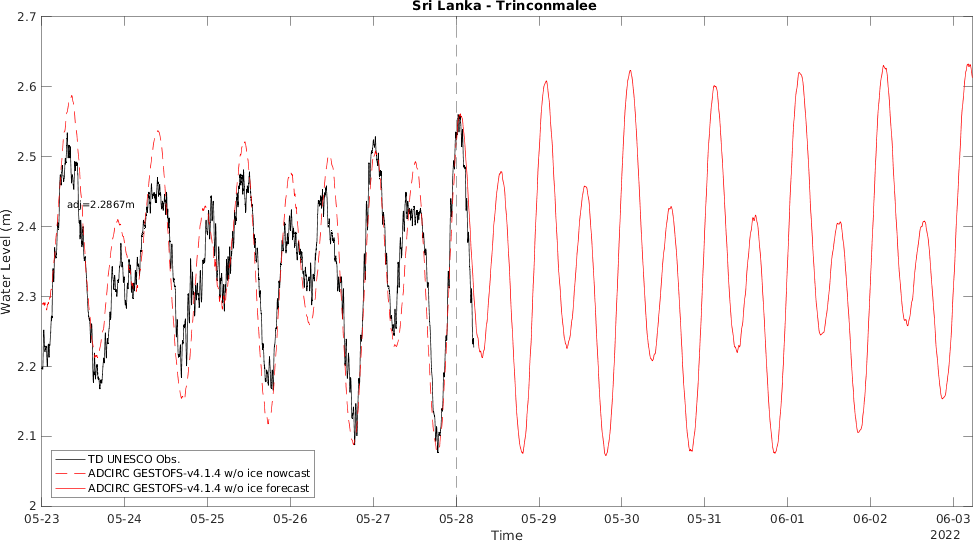 Sri Lanka - Trinconmalee
2.7
2.6
2.5
2.4
2.3
2.2
2.1
2
Water Level (m)
adj=2.2867m
TD UNESCO Obs.
ADCIRC GESTOFS-v4.1.4 w/o ice nowcast
ADCIRC GESTOFS-v4.1.4 w/o ice forecast
05-23 05-24 05-25 05-26 05-27 05-28 05-29 05-30 05-31 06-01 06-02 06-03
Time
2022